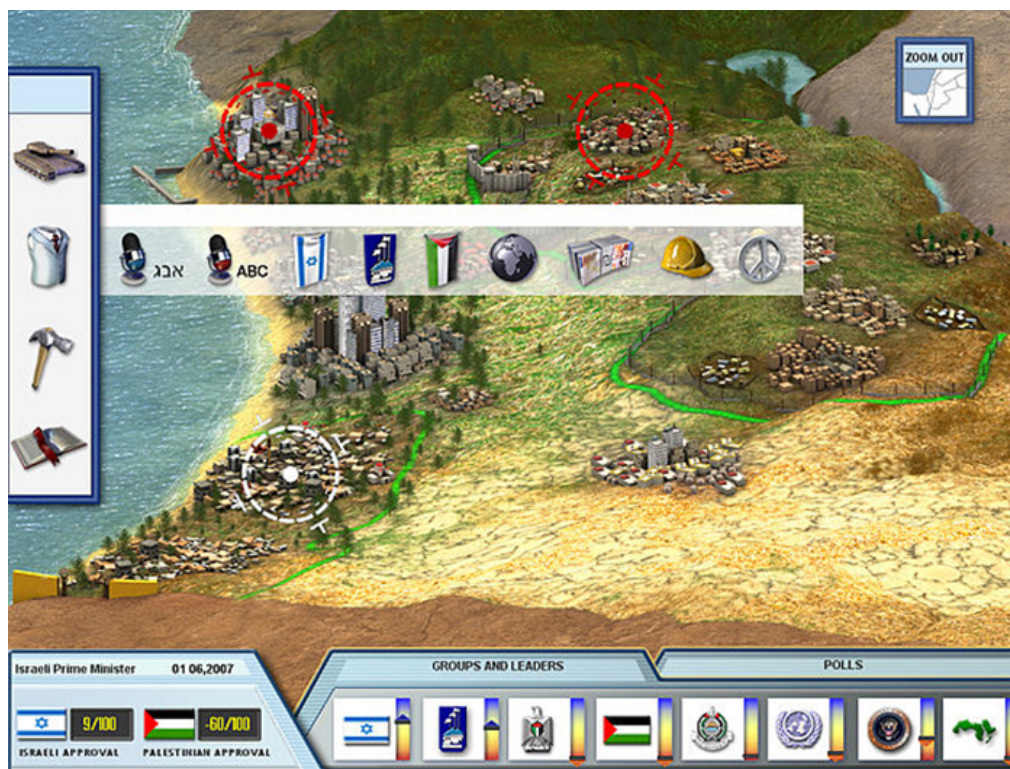 ZOOM OUT
אבג
ABC
Israeli Prime Minister 01 06,2007
GROUPS AND LEADERS
POLLS
9/100
-60/100
ISRAELI APPROVAL
PALESTINIAN APPROVAL